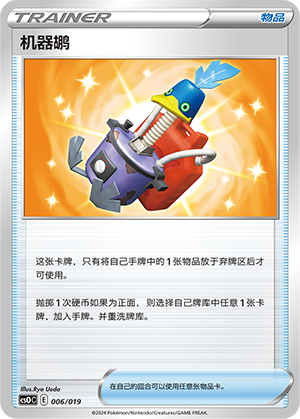 TRAINER
物品
机器鹕
这张卡牌，只有将自己手牌中的1张物品放于弃牌区后才
可使用。
抛掷1次硬币如果为正面，则选择自己牌库中任意1张卡
牌，加入手牌。并重洗牌库。
Illus.Ryo Ueda
CS0C E 006/019
在自己的回合可以使用任意张物品卡。
©2024 Pokémon/Nintendo/Creatures/GAME FREAK.